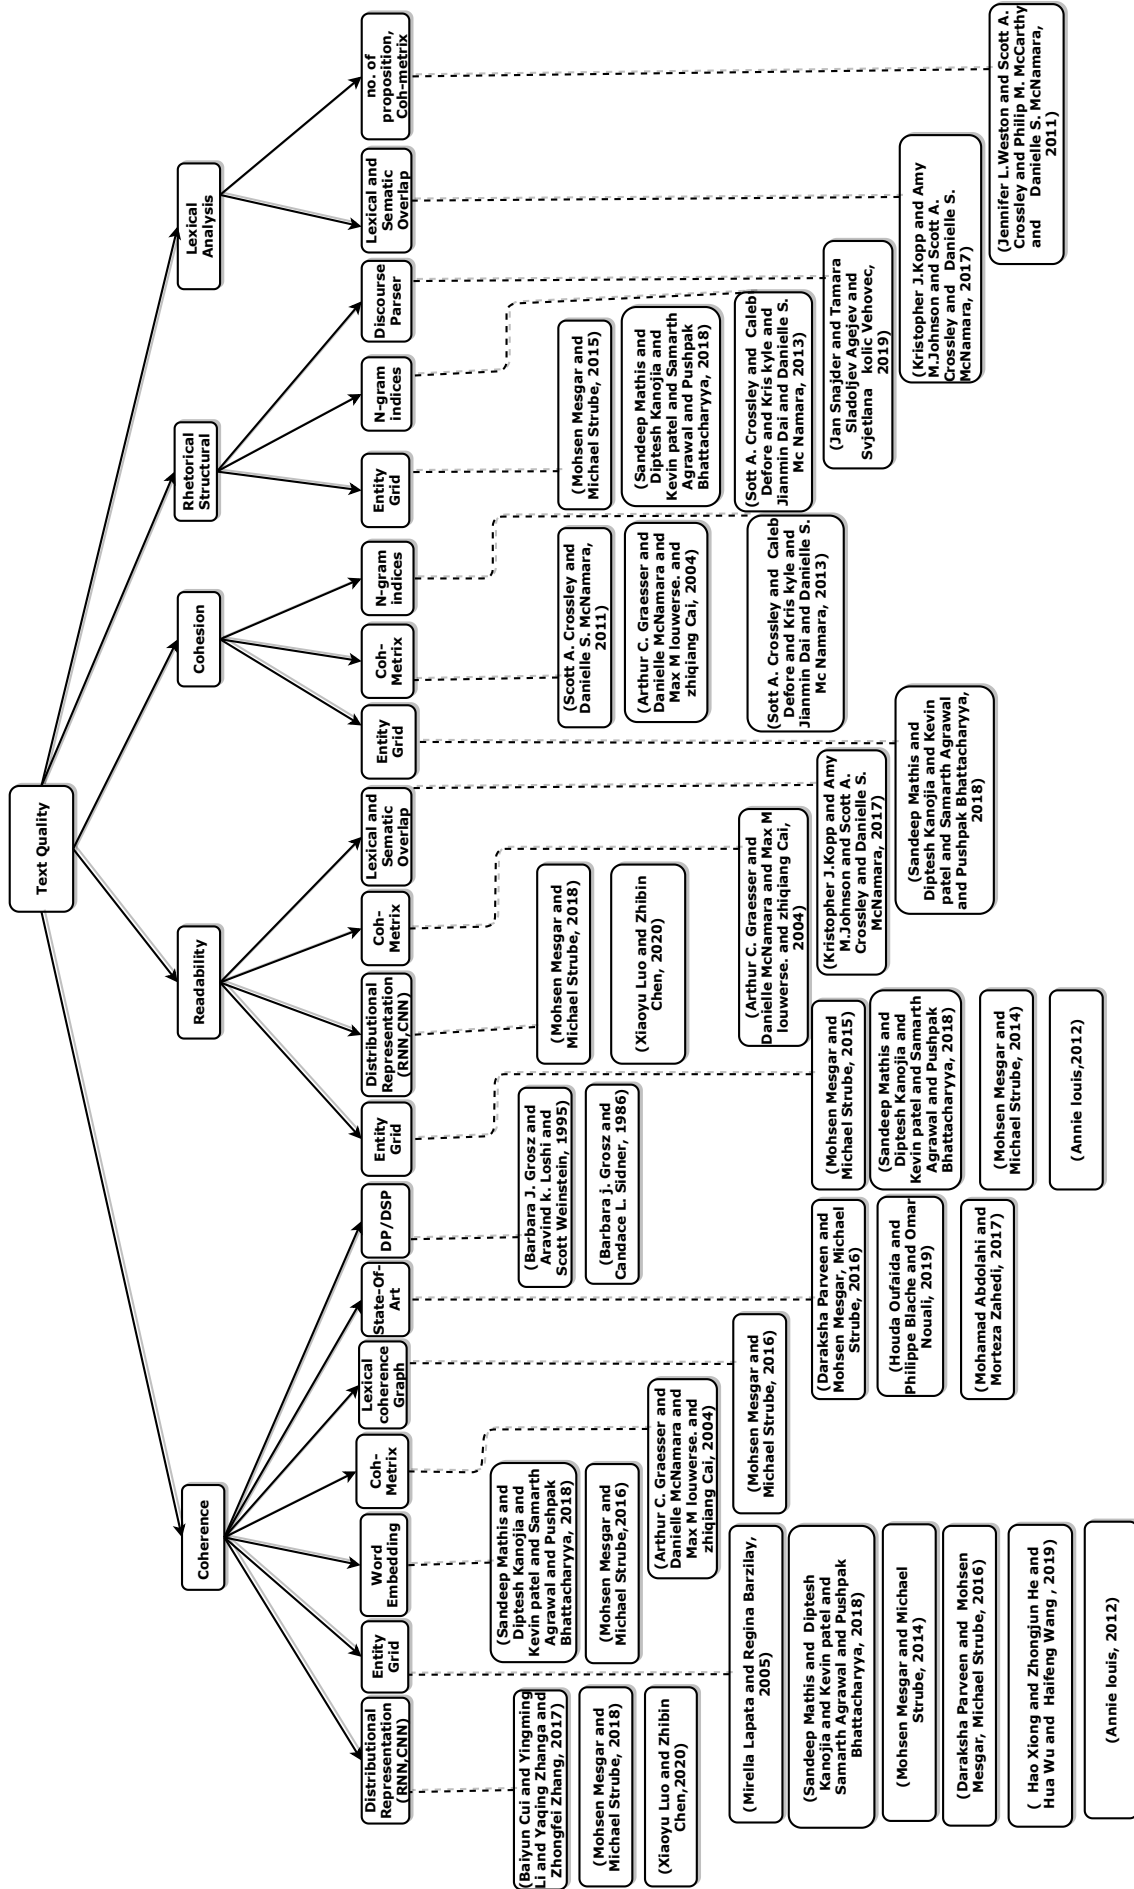 Text Quality
Coherence
Readability
Cohesion
Rhetorical
Structural
Lexical
Analysis
Distributional
Representation
(RNN,CNN)
Entity
Grid
Word
Embedding
Coh-
Metrix
Lexical
coherence
Graph
State-Of-
Art
DP/DSP
Entity
Grid
Distributional
Representation
(RNN,CNN)
Coh-
Metrix
Lexical and
Sematic
Overlap
Entity
Grid
Coh-
Metrix
N-gram
indices
Entity
Grid
N-gram
indices
Discourse
Parser
Lexical and
Sematic
Overlap
no. of
proposition,
Coh-metrix
(Baiyun Cui and Yingming
Li and Yaqing Zhanga and
Zhongfei Zhang, 2017)
(Mohsen Mesgar and
Michael Strube, 2018)
(Xiaoyu Luo and Zhibin
Chen,2020)
(Mirella Lapata and Regina Barzilay,
2005)
(Sandeep Mathis and Diptesh
Kanojia and Kevin patel and
Samarth Agrawal and Pushpak
Bhattacharyya, 2018)
(Mohsen Mesgar and Michael
Strube, 2014)
(Daraksha Parveen and Mohsen
Mesgar, Michael Strube, 2016)
( Hao Xiong and Zhongjun He and
Hua Wu and Haifeng Wang , 2019)
(Annie louis, 2012)
(Sandeep Mathis and
Diptesh Kanojia and
Kevin patel and Samarth
Agrawal and Pushpak
Bhattacharyya, 2018)
(Mohsen Mesgar and
Michael Strube,2016)
(Arthur C. Graesser and
Danielle McNamara and
Max M louwerse. and
zhiqiang Cai, 2004)
(Mohsen Mesgar and
Michael Strube, 2016)
(Daraksha Parveen and
Mohsen Mesgar, Michael
Strube, 2016)
(Houda Oufaida and
Philippe Blache and Omar
Nouali, 2019)
(Mohamad Abdolahi and
Morteza Zahedi, 2017)
(Barbara J. Grosz and
Aravind k. Loshi and
Scott Weinstein, 1995)
(Barbara j. Grosz and
Candace L. Sidner, 1986)
(Mohsen Mesgar and
Michael Strube, 2015)
(Sandeep Mathis and
Diptesh Kanojia and
Kevin patel and Samarth
Agrawal and Pushpak
Bhattacharyya, 2018)
(Mohsen Mesgar and
Michael Strube, 2014)
(Annie louis,2012)
(Mohsen Mesgar and
Michael Strube, 2018)
(Xiaoyu Luo and Zhibin
Chen, 2020)
(Arthur C. Graesser and
Danielle McNamara and Max M
louwerse. and zhiqiang Cai,
2004)
(Kristopher J.Kopp and Amy
M.Johnson and Scott A.
Crossley and Danielle S.
McNamara, 2017)
(Sandeep Mathis and
Diptesh Kanojia and Kevin
patel and Samarth Agrawal
and Pushpak Bhattacharyya,
2018)
(Scott A. Crossley and
Danielle S. McNamara,
2011)
(Arthur C. Graesser and
Danielle McNamara and
Max M louwerse. and
zhiqiang Cai, 2004)
(Sott A. Crossley and Caleb
Defore and Kris kyle and
Jianmin Dai and Danielle S.
Mc Namara, 2013)
(Mohsen Mesgar and
Michael Strube, 2015)
(Sandeep Mathis and
Diptesh Kanojia and
Kevin patel and Samarth
Agrawal and Pushpak
Bhattacharyya, 2018)
(Sott A. Crossley and Caleb
Defore and Kris kyle and
Jianmin Dai and Danielle S.
Mc Namara, 2013)
(Jan Snajder and Tamara
Sladoljev Agejev and
Svjetlana kolic Vehovec,
2019)
(Kristopher J.Kopp and Amy
M.Johnson and Scott A.
Crossley and Danielle S.
McNamara, 2017)
(Jennifer L.Weston and Scott A.
Crossley and Philip M. McCarthy
and Danielle S. McNamara,
2011)